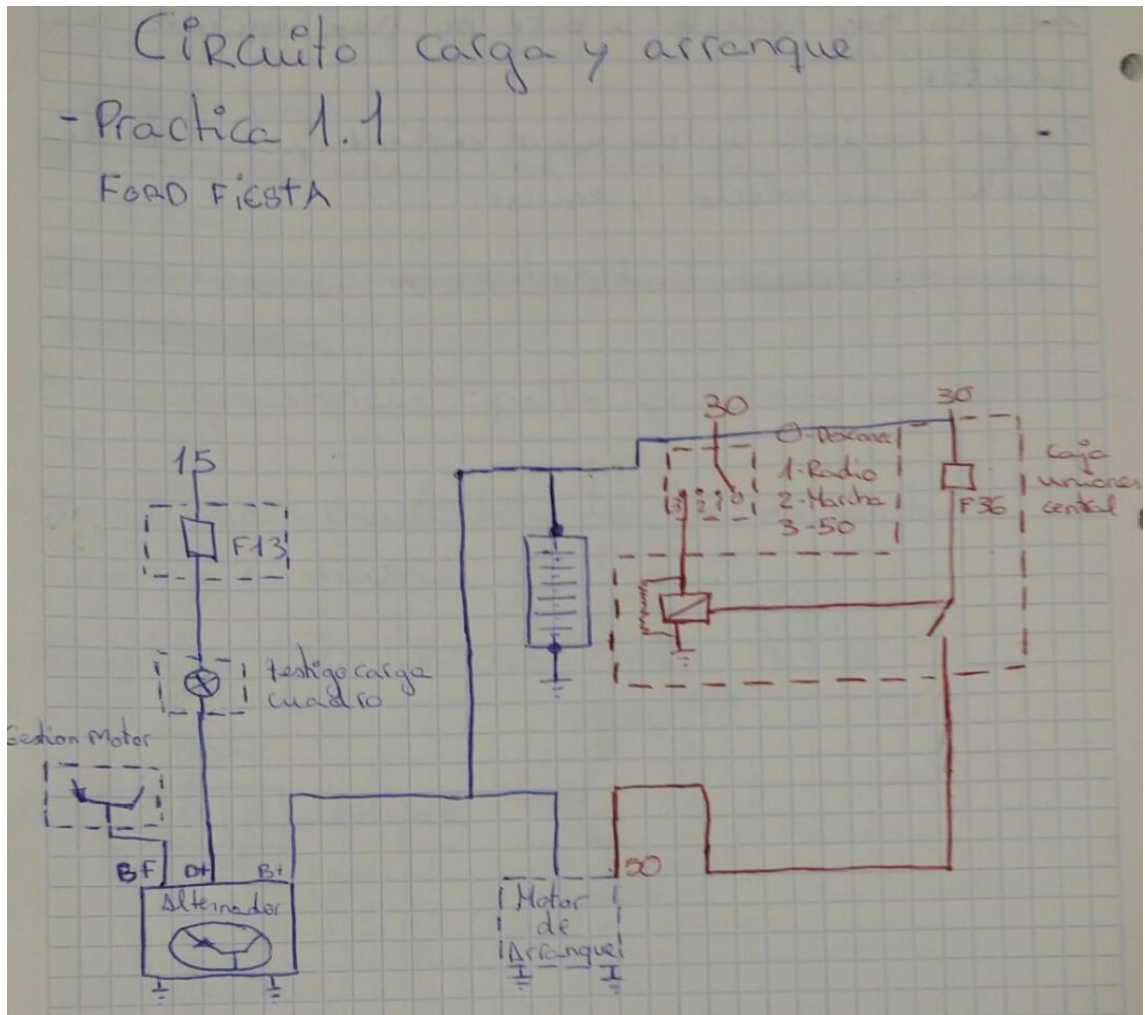 Circuito carga y arranque
- Practica 1.1
FORD FiEStA
30
30
15
0-Desconec
1-Radio
2-Marcha
3-50
3 2 1 0
caja
uniones
central
F36
F13
testigo carga
cuadro
Gestion Motor
BF D+ B+
50
Alternador
Motor
de
Arranque